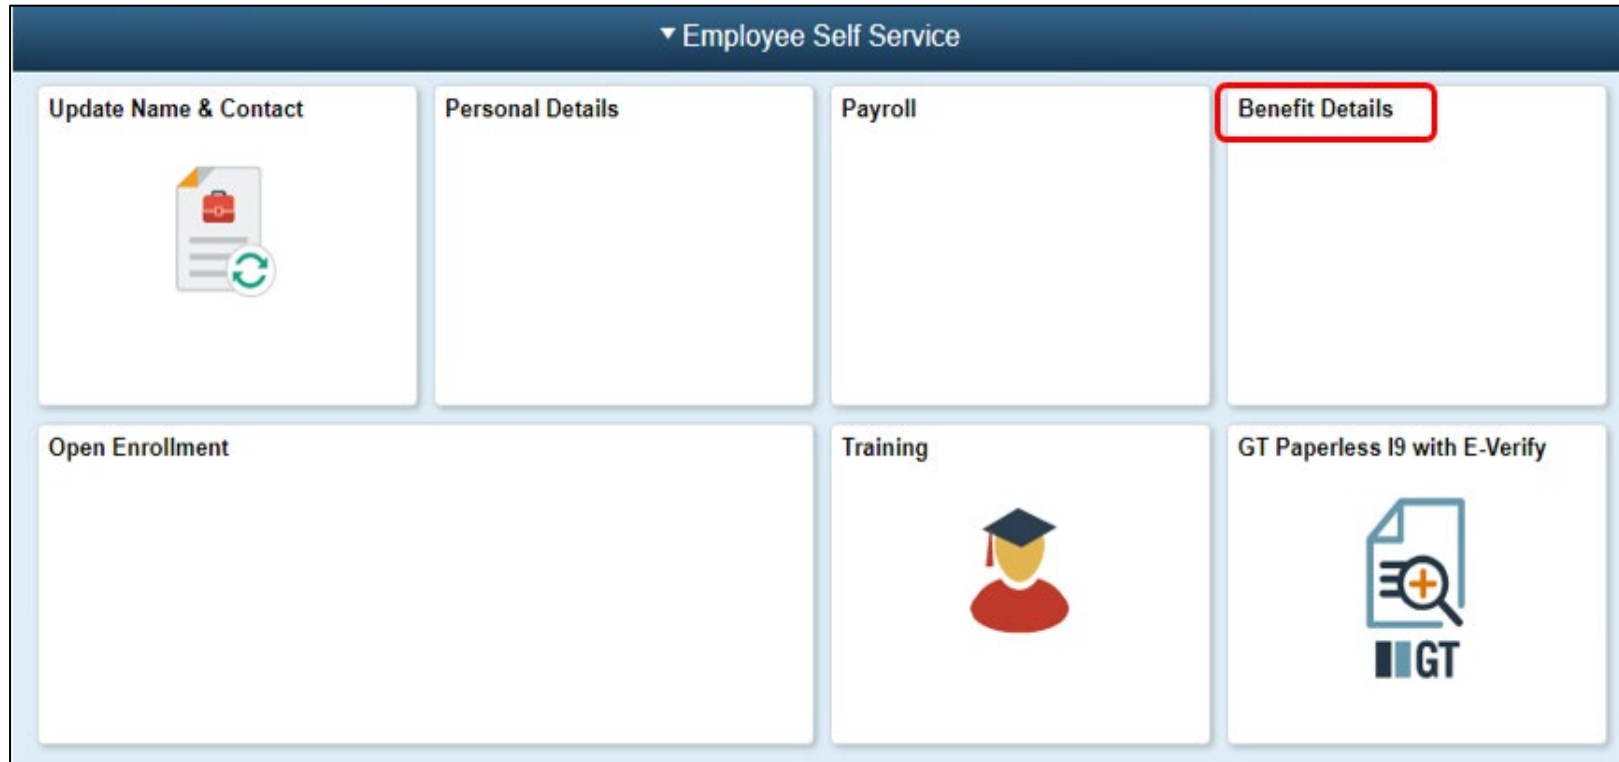 Employee Self Service
Update Name & Contact
Personal Details
Payroll
Benefit Details
Open Enrollment
Training
GT Paperless I9 with E-Verify
GT